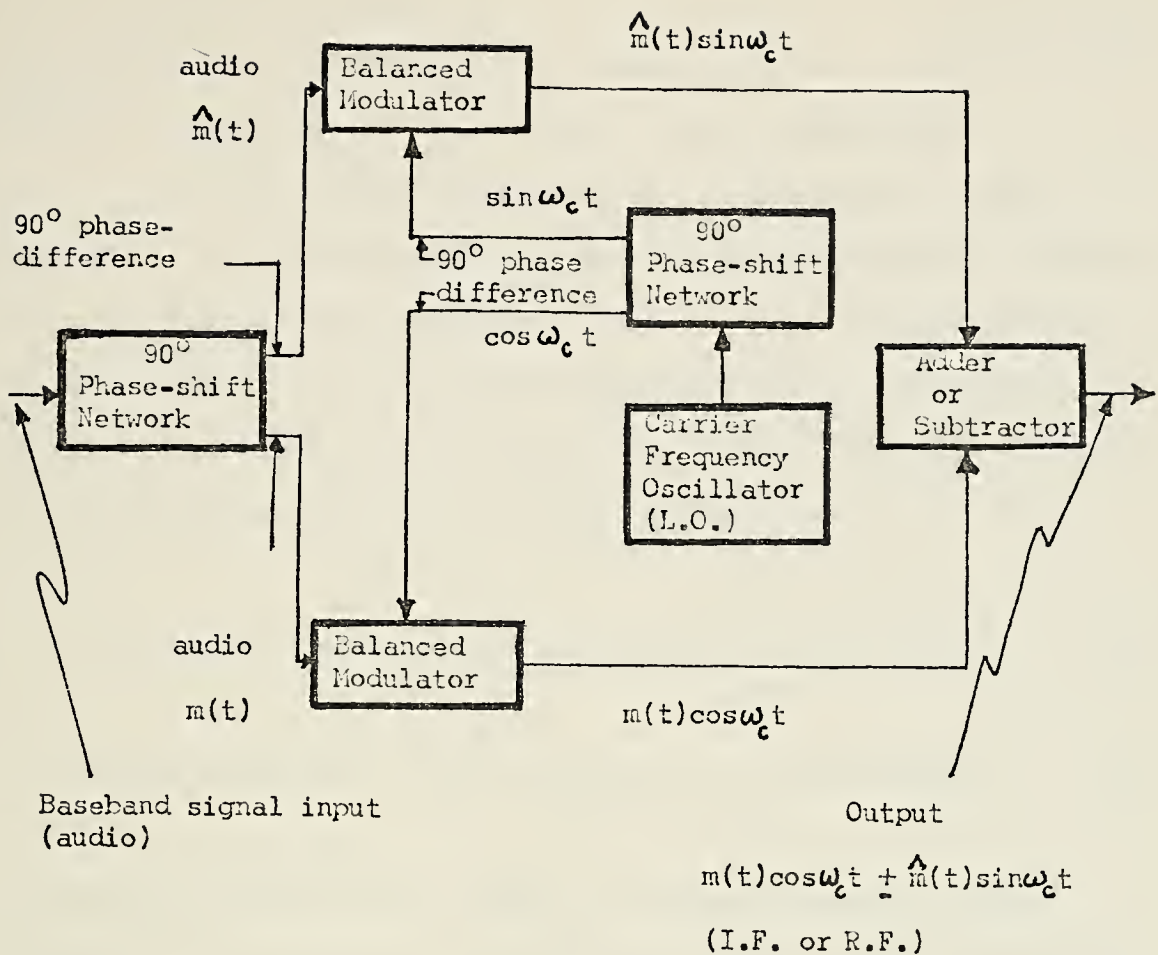 m̂(t)sinω_c t
audio
m̂(t)
Balanced
Modulator
sinω_c t
90° phase-
difference
90° phase
difference
cosω_c t
90°
Phase-shift
Network
90°
Phase-shift
Network
Carrier
Frequency
Oscillator
(L.O.)
Adder
or
Subtractor
audio
m(t)
Balanced
Modulator
m(t)cosω_c t
Baseband signal input
(audio)
Output
m(t)cosω_c t ± m̂(t)sinω_c t
(I.F. or R.F.)